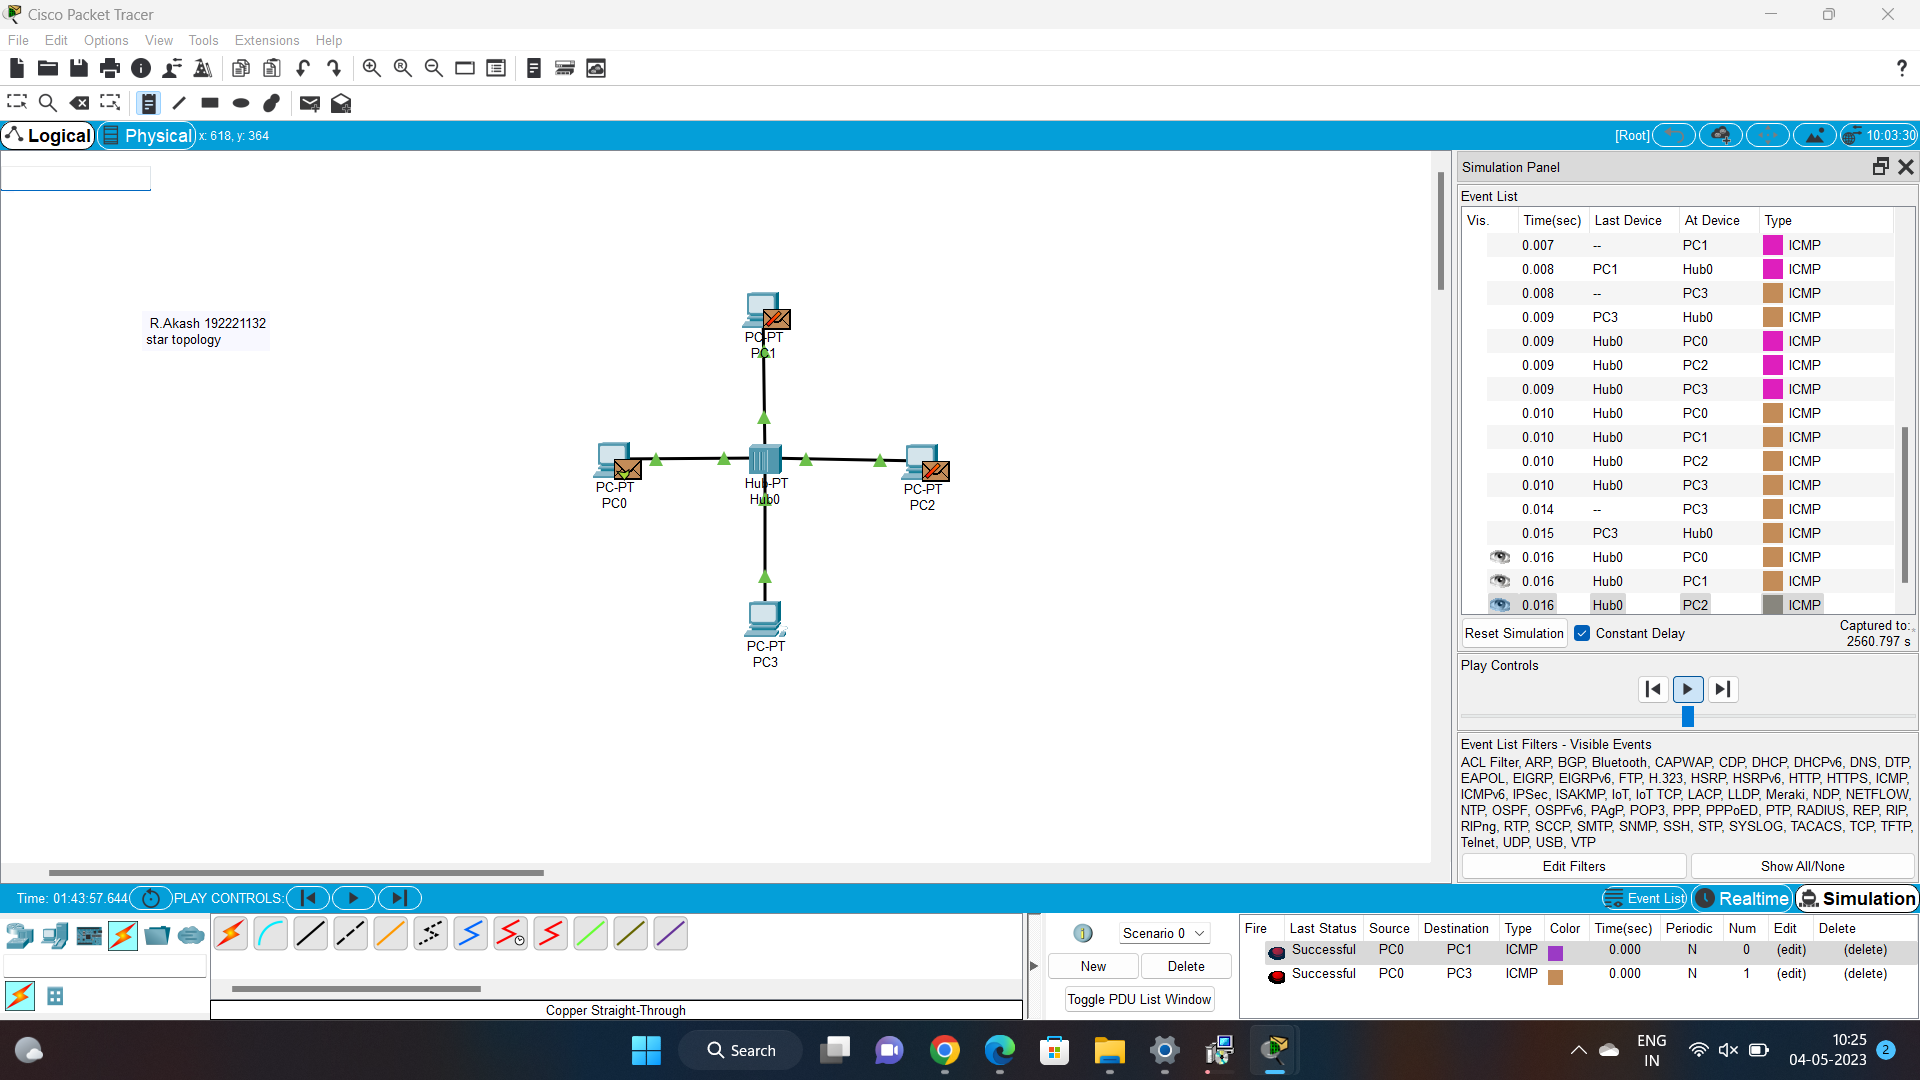 Cisco Packet Tracer
File Edit Options View Tools Extensions Help
?
Logical Physical x: 618, y: 364 [Root] 10:03:30
R.Akash 192221132
star topology
PC-PT
PC1
PC-PT
PC0
Hub-PT
Hub0
PC-PT
PC2
PC-PT
PC3
Simulation Panel
Event List
Vis. Time(sec) Last Device At Device Type
0.007 -- PC1 ICMP
0.008 PC1 Hub0 ICMP
0.008 -- PC3 ICMP
0.009 PC3 Hub0 ICMP
0.009 Hub0 PC0 ICMP
0.009 Hub0 PC2 ICMP
0.009 Hub0 PC3 ICMP
0.010 Hub0 PC0 ICMP
0.010 Hub0 PC1 ICMP
0.010 Hub0 PC2 ICMP
0.010 Hub0 PC3 ICMP
0.014 -- PC3 ICMP
0.015 PC3 Hub0 ICMP
0.016 Hub0 PC0 ICMP
0.016 Hub0 PC1 ICMP
0.016 Hub0 PC2 ICMP
Reset Simulation Constant Delay Captured to:
2560.797 s
Play Controls
Event List Filters - Visible Events
ACL Filter, ARP, BGP, Bluetooth, CAPWAP, CDP, DHCP, DHCPv6, DNS, DTP,
EAPOL, EIGRP, EIGRPv6, FTP, H.323, HSRP, HSRPv6, HTTP, HTTPS, ICMP,
ICMPv6, IPSec, ISAKMP, IoT, IoT TCP, LACP, LLDP, Meraki, NDP, NETFLOW,
NTP, OSPF, OSPFv6, PAgP, POP3, PPP, PPPoED, PTP, RADIUS, REP, RIP,
RIPng, RTP, SCCP, SMTP, SNMP, SSH, STP, SYSLOG, TACACS, TCP, TFTP,
Telnet, UDP, USB, VTP
Edit Filters Show All/None
Time: 01:43:57.644 PLAY CONTROLS: Event List Realtime Simulation
Copper Straight-Through
1 Scenario 0
New Delete
Toggle PDU List Window
Fire Last Status Source Destination Type Color Time(sec) Periodic Num Edit Delete
Successful PC0 PC1 ICMP 0.000 N 0 (edit) (delete)
Successful PC0 PC3 ICMP 0.000 N 1 (edit) (delete)
Search
ENG
IN
10:25
04-05-2023
2